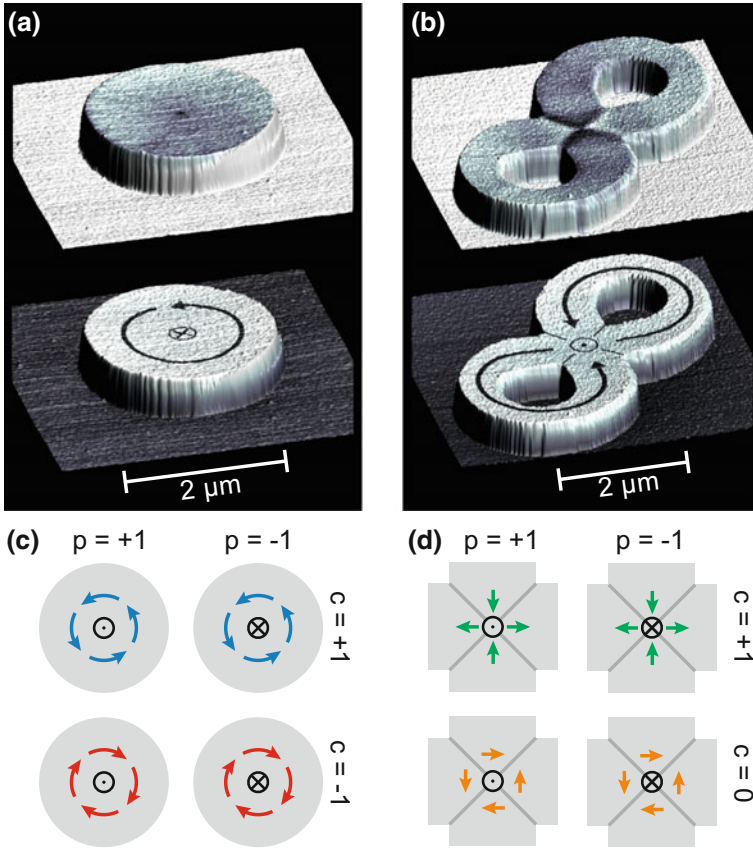 (a)
(b)
2 µm
2 µm
(c) p = +1 p = -1
c = +1
c = -1
(d) p = +1 p = -1
c = +1
c = 0